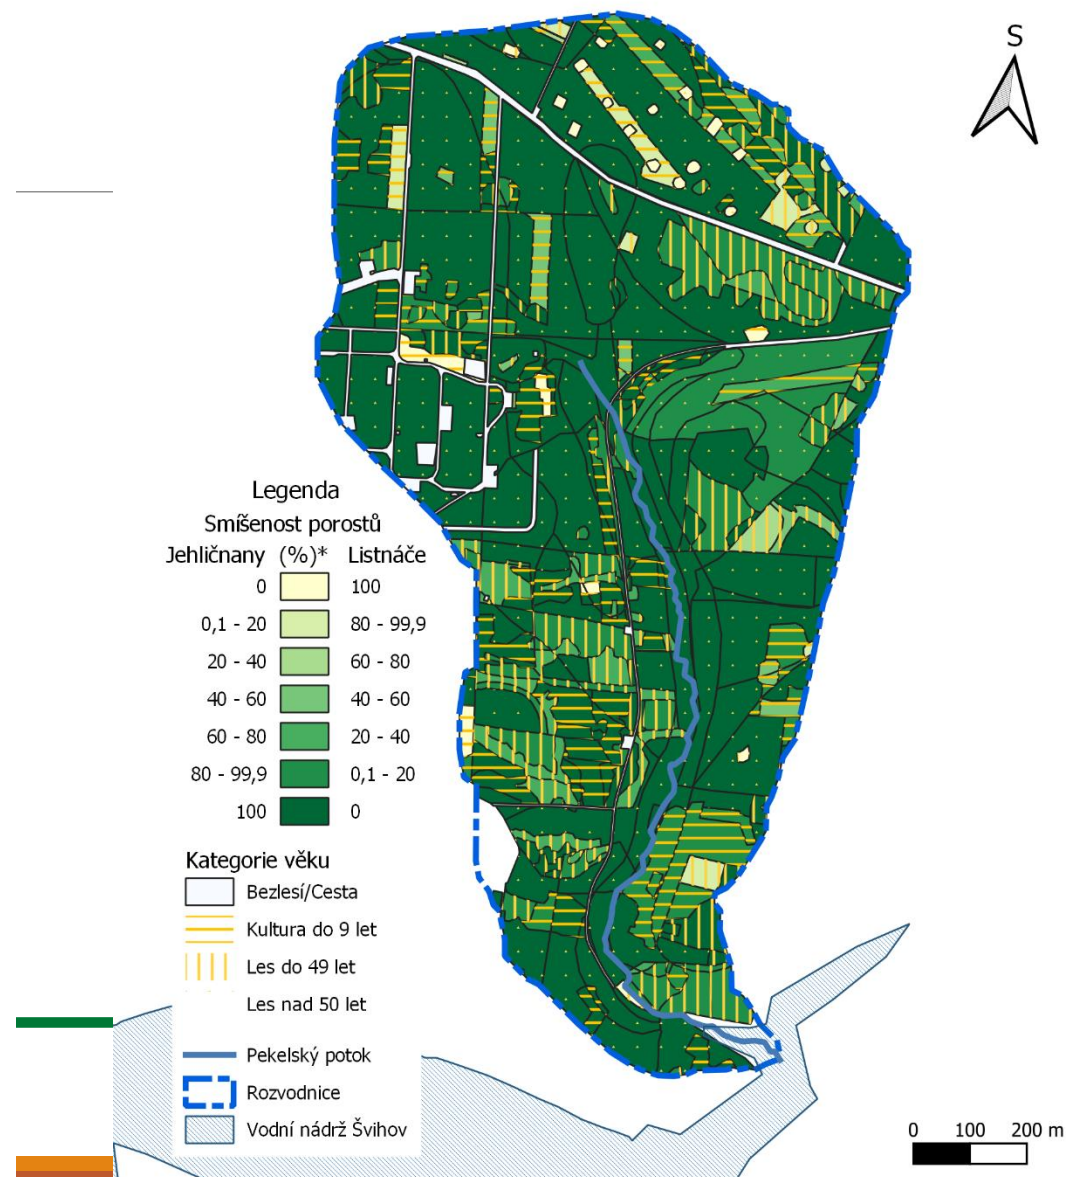 S
Legenda
Smíšenost porostů
Jehličnany (%)* Listnáče
0 100
0,1 - 20 80 - 99,9
20 - 40 60 - 80
40 - 60 40 - 60
60 - 80 20 - 40
80 - 99,9 0,1 - 20
100 0
Kategorie věku
Bezlesí/Cesta
Kultura do 9 let
Les do 49 let
Les nad 50 let
Pekelský potok
Rozvodnice
Vodní nádrž Švihov
0 100 200 m